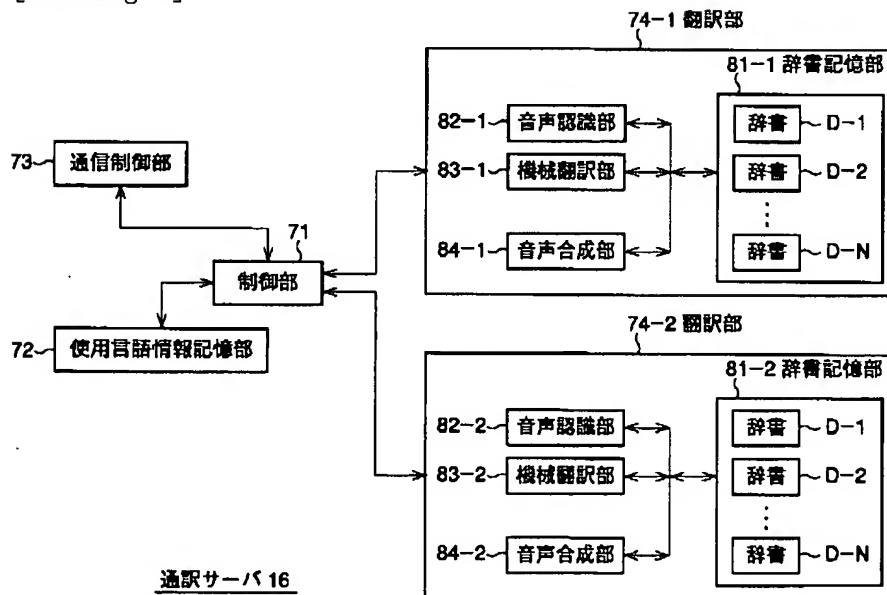 74-1 翻訳部
81-1 辞書記憶部
82-1 音声認識部
辞書 D-1
73 通信制御部
83-1 機械翻訳部
辞書 D-2
71
84-1 音声合成部
辞書 D-N
制御部
74-2 翻訳部
72 使用言語情報記憶部
81-2 辞書記憶部
82-2 音声認識部
辞書 D-1
83-2 機械翻訳部
辞書 D-2
84-2 音声合成部
辞書 D-N
通訳サーバ 16